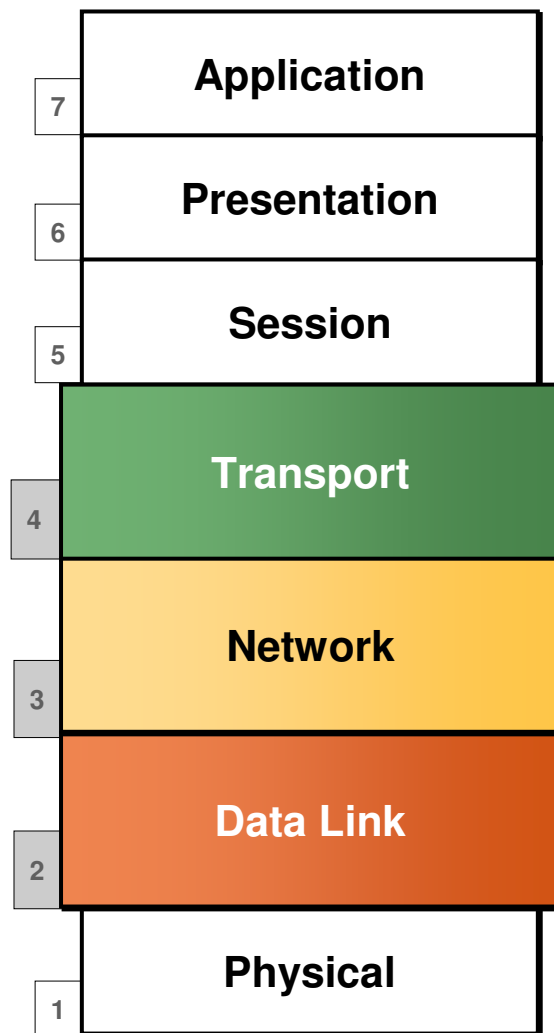 Application
7
Presentation
6
Session
5
Transport
4
Network
3
Data Link
2
Physical
1